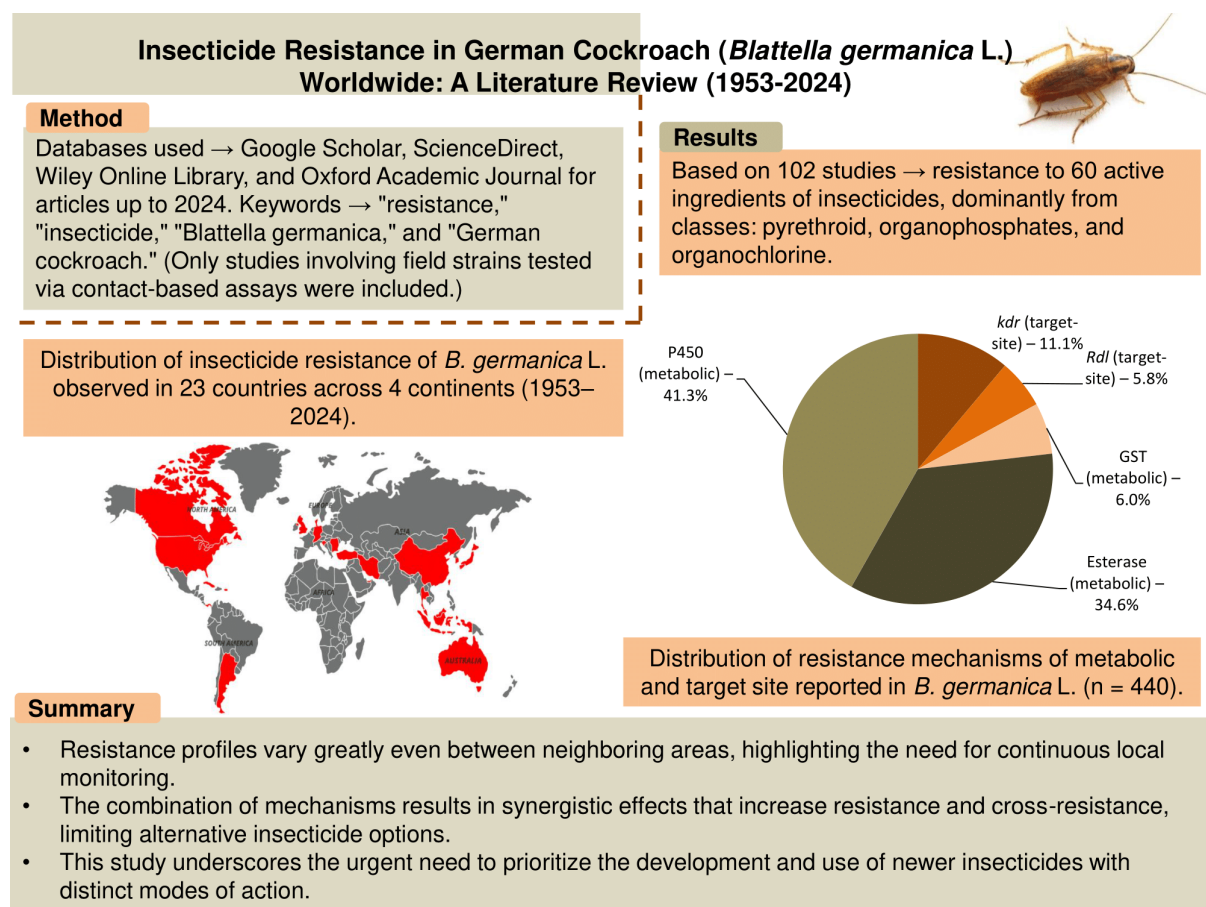 Insecticide Resistance in German Cockroach (Blattella germanica L.)
Worldwide: A Literature Review (1953-2024)
Method
Databases used → Google Scholar, ScienceDirect,
Wiley Online Library, and Oxford Academic Journal for
articles up to 2024. Keywords → "resistance,"
"insecticide," "Blattella germanica," and "German
cockroach." (Only studies involving field strains tested
via contact-based assays were included.)
Results
Based on 102 studies → resistance to 60 active
ingredients of insecticides, dominantly from
classes: pyrethroid, organophosphates, and
organochlorine.
Distribution of insecticide resistance of B. germanica L.
observed in 23 countries across 4 continents (1953–
2024).
NORTH AMERICA
EUROPE
ASIA
AFRICA
SOUTH AMERICA
AUSTRALIA
P450
(metabolic) –
41.3%
kdr (target-
site) – 11.1%
Rdl (target-
site) – 5.8%
GST
(metabolic) –
6.0%
Esterase
(metabolic) –
34.6%
Distribution of resistance mechanisms of metabolic
and target site reported in B. germanica L. (n = 440).
Summary
• Resistance profiles vary greatly even between neighboring areas, highlighting the need for continuous local
monitoring.
• The combination of mechanisms results in synergistic effects that increase resistance and cross-resistance,
limiting alternative insecticide options.
• This study underscores the urgent need to prioritize the development and use of newer insecticides with
distinct modes of action.